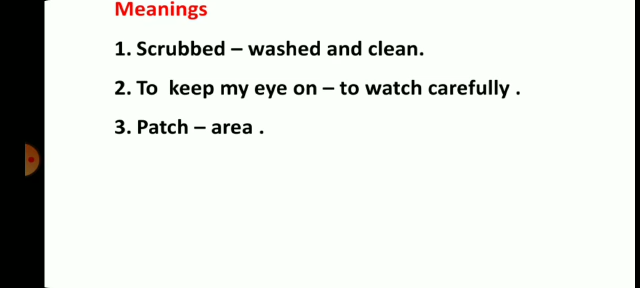 Meanings
1. Scrubbed – washed and clean.
2. To  keep my eye on – to watch carefully .
3. Patch – area .